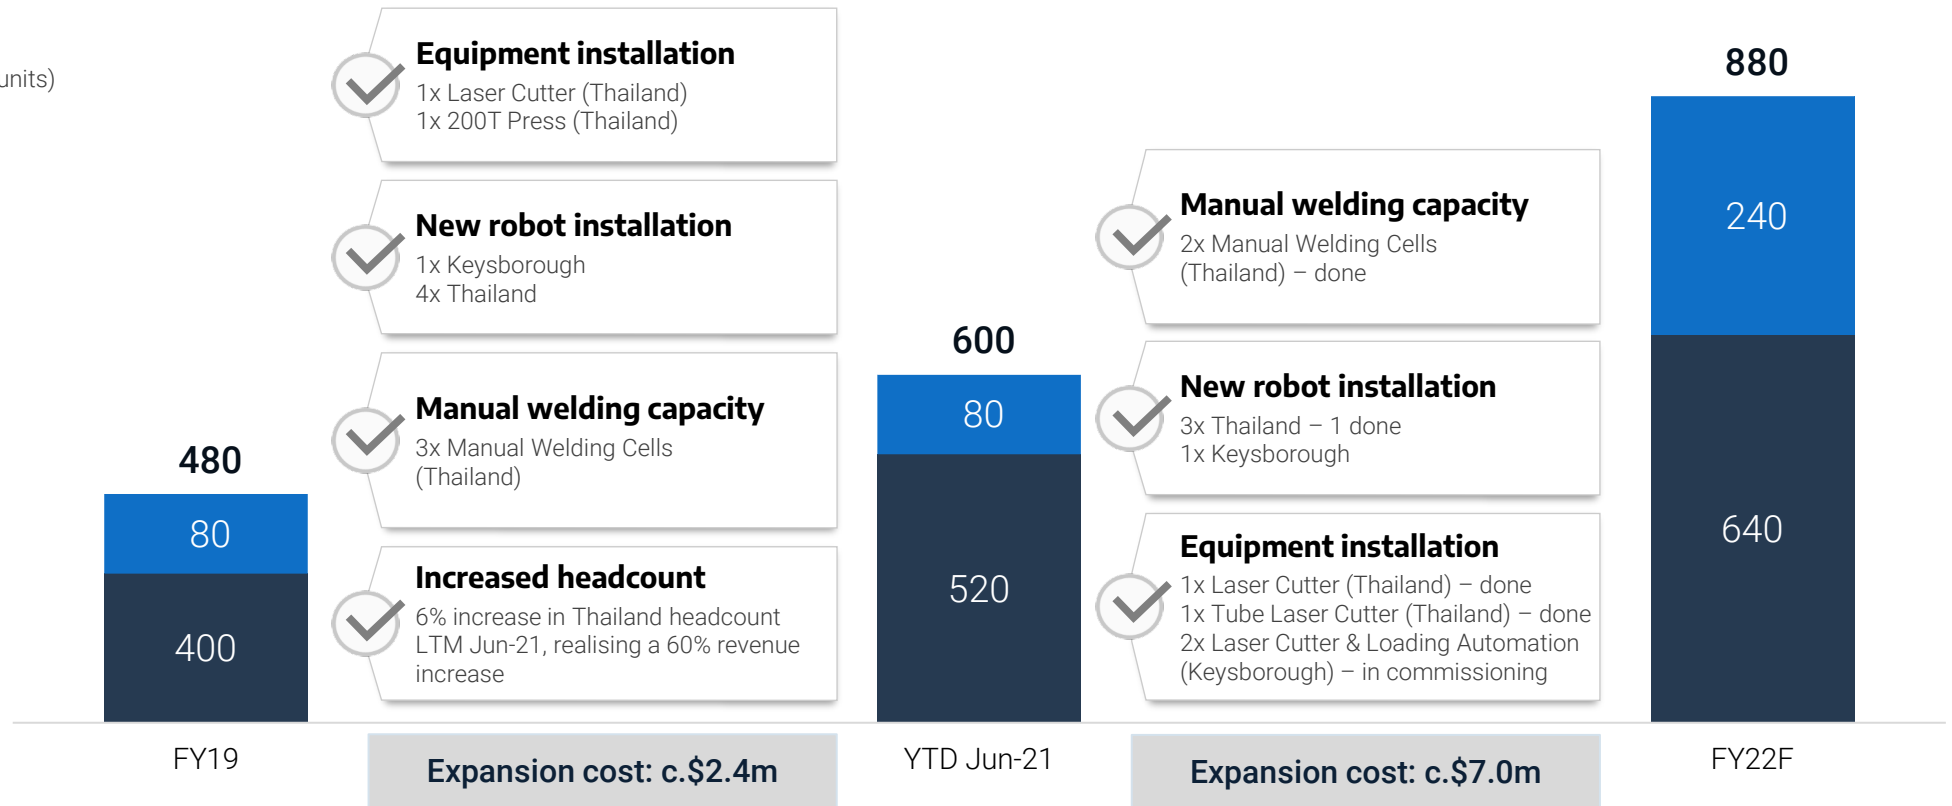 units)
480
80
400
FY19
Equipment installation
1x Laser Cutter (Thailand)
1x 200T Press (Thailand)
New robot installation
1x Keysborough
4x Thailand
Manual welding capacity
3x Manual Welding Cells
(Thailand)
Increased headcount
6% increase in Thailand headcount
LTM Jun-21, realising a 60% revenue
increase
Expansion cost: c.$2.4m
600
80
520
YTD Jun-21
Manual welding capacity
2x Manual Welding Cells
(Thailand) – done
New robot installation
3x Thailand – 1 done
1x Keysborough
Equipment installation
1x Laser Cutter (Thailand) – done
1x Tube Laser Cutter (Thailand) – done
2x Laser Cutter & Loading Automation
(Keysborough) – in commissioning
Expansion cost: c.$7.0m
880
240
640
FY22F